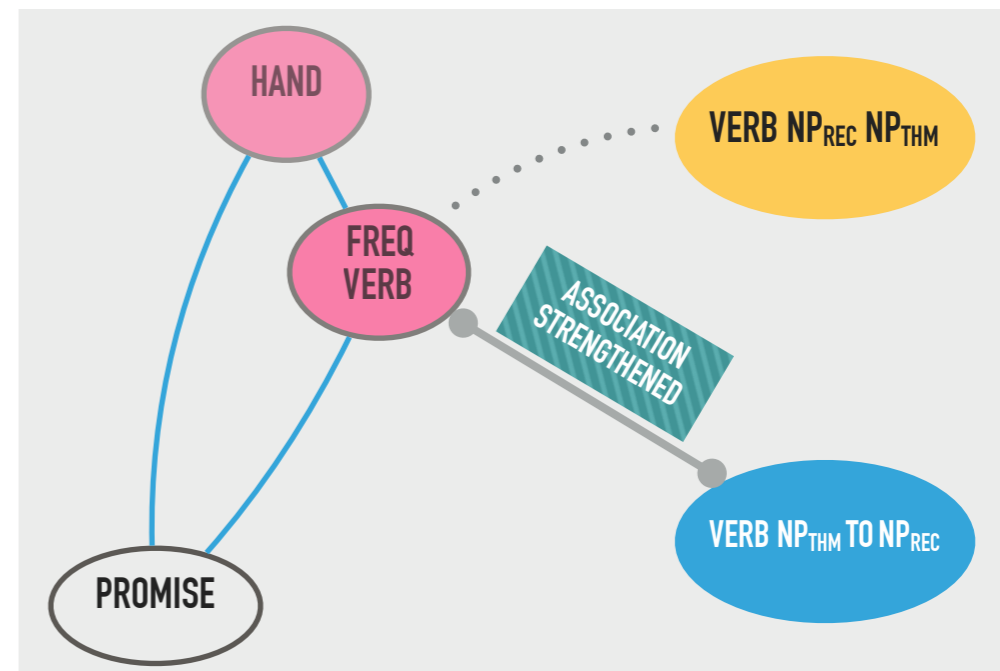 HAND
VERB NPREC NPTHM
FREQ
VERB
ASSOCIATION
STRENGTHENED
VERB NPTHM TO NPREC
PROMISE